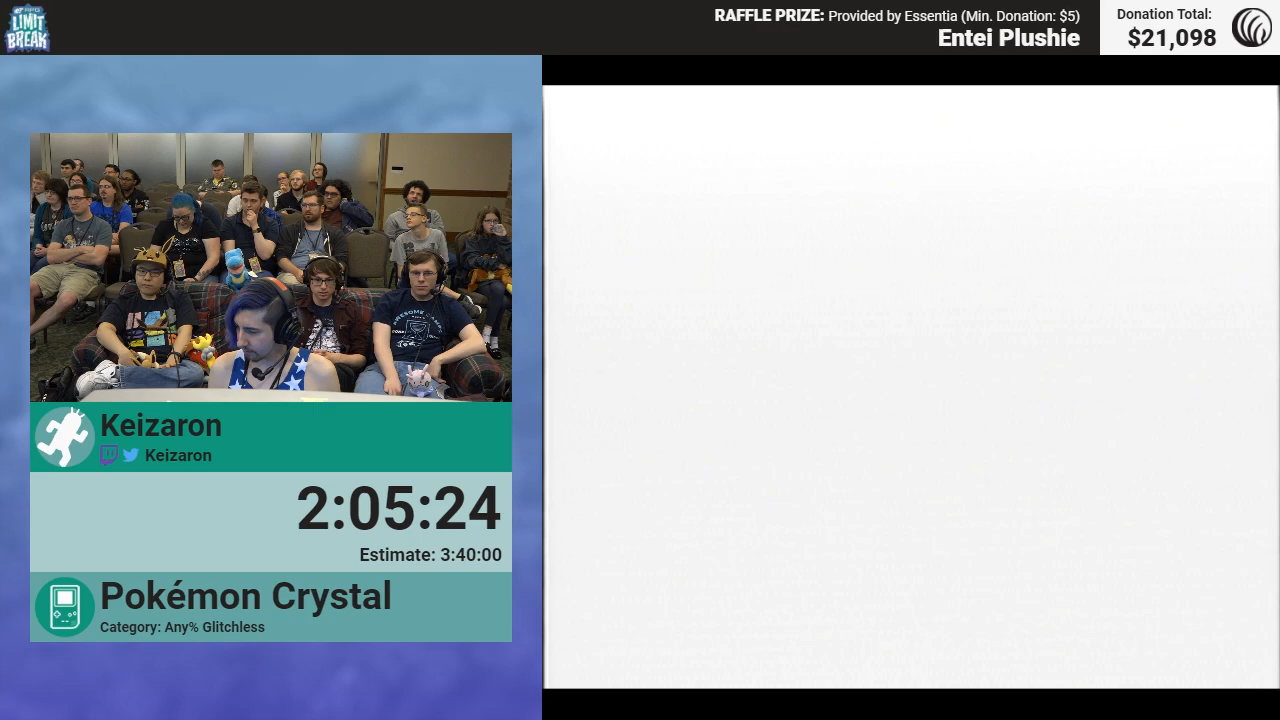 RPG
LIMIT
BREAK
RAFFLE PRIZE: Provided by Essentia (Min. Donation: $5)
Entei Plushie
Donation Total:
$21,098
Keizaron
Keizaron
2:05:24
Estimate: 3:40:00
Pokémon Crystal
Category: Any% Glitchless